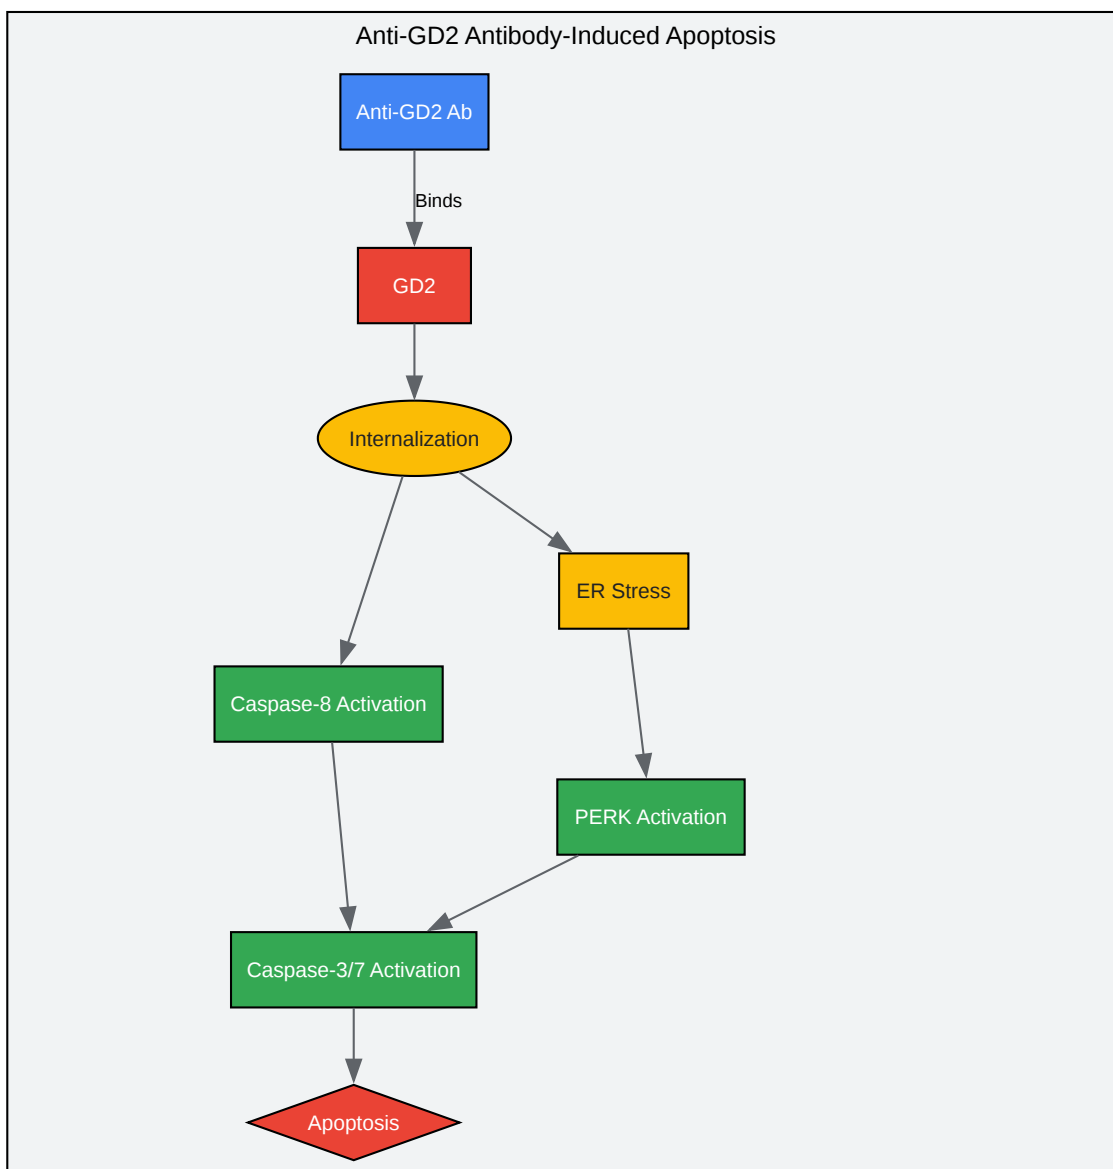 Anti-GD2 Antibody-Induced Apoptosis
Anti-GD2 Ab
Binds
GD2
Internalization
ER Stress
Caspase-8 Activation
PERK Activation
Caspase-3/7 Activation
Apoptosis